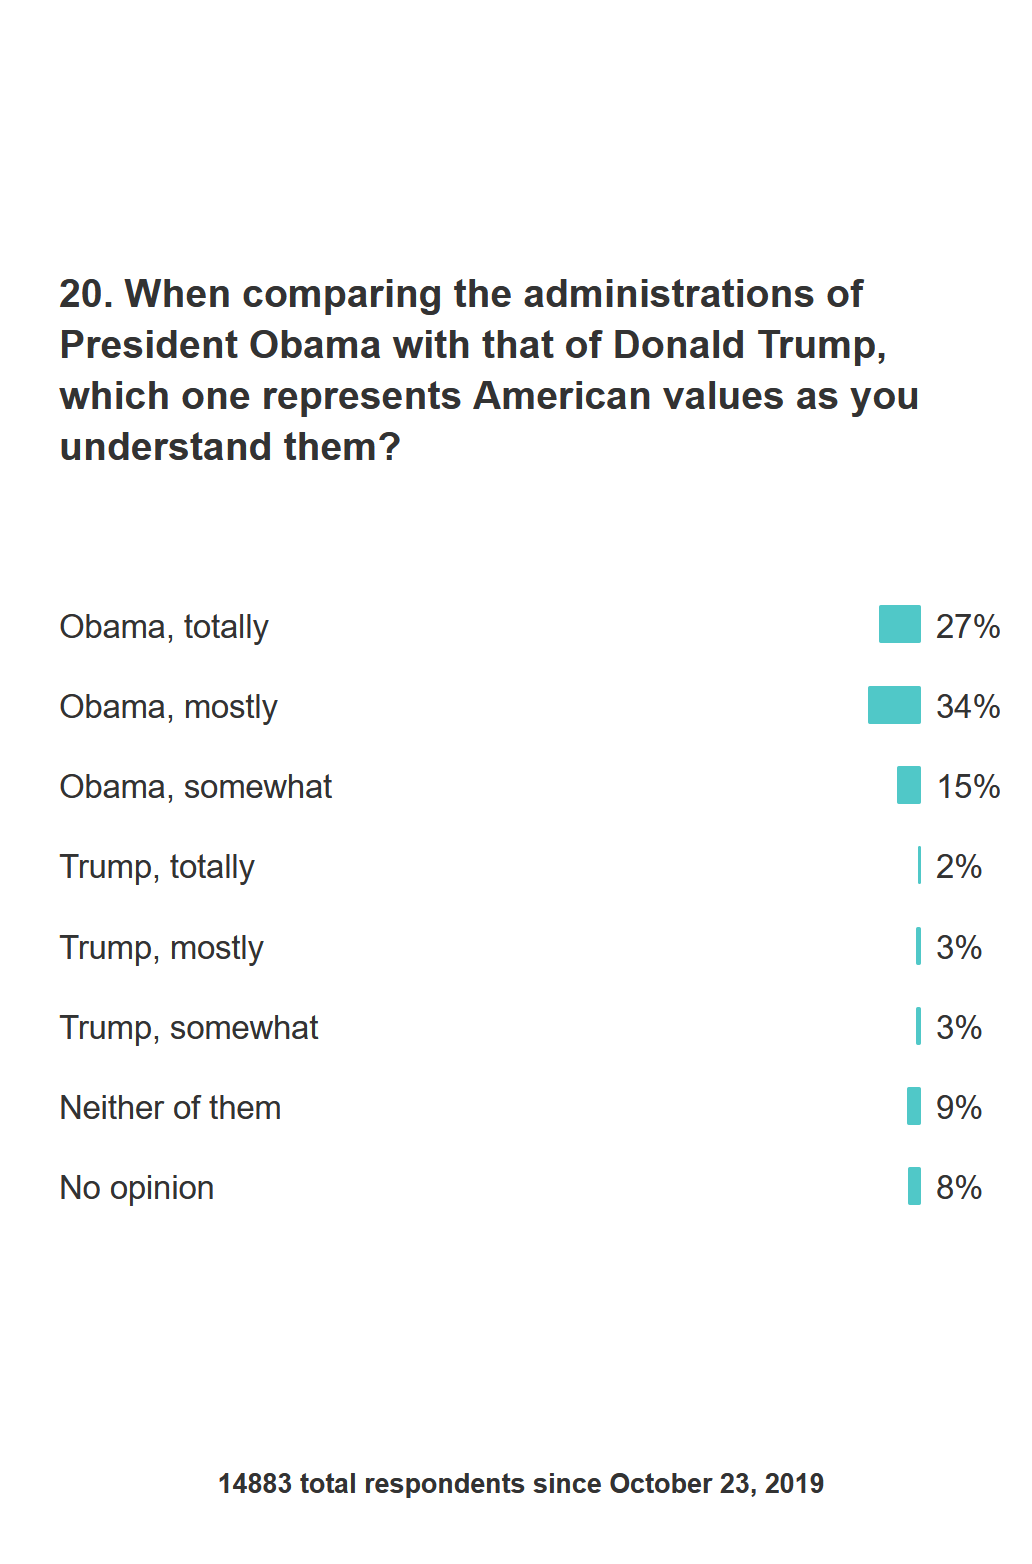 20. When comparing the administrations of
President Obama with that of Donald Trump,
which one represents American values as you
understand them?
Obama, totally 27%
Obama, mostly 34%
Obama, somewhat 15%
Trump, totally 2%
Trump, mostly 3%
Trump, somewhat 3%
Neither of them 9%
No opinion 8%
14883 total respondents since October 23, 2019